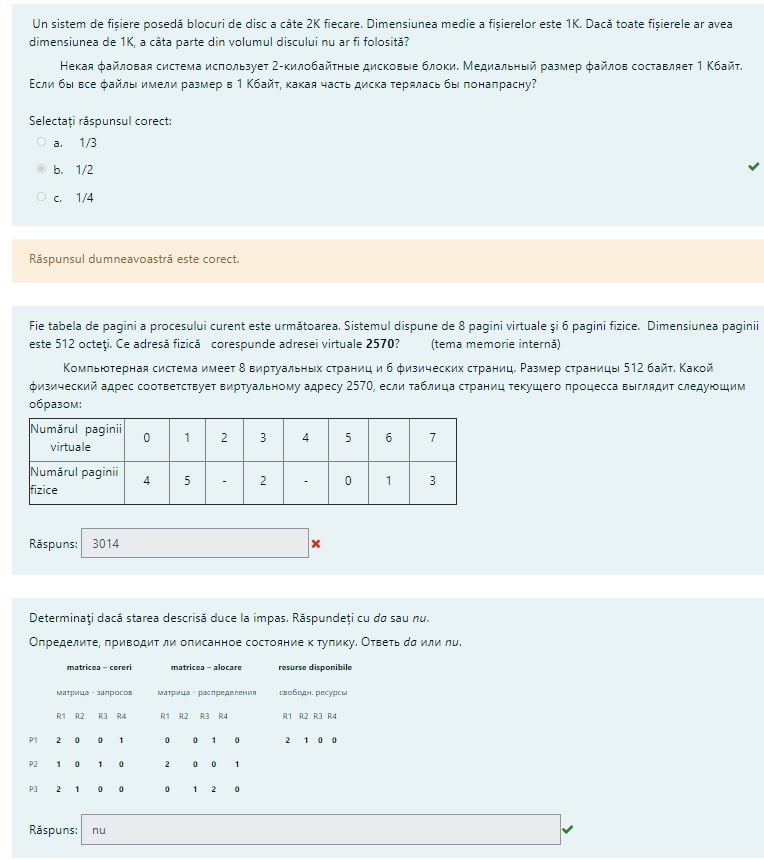 Un sistem de fișiere posedă blocuri de disc a câte 2K fiecare. Dimensiunea medie a fișierelor este 1K. Dacă toate fișierele ar avea
dimensiunea de 1K, a câta parte din volumul discului nu ar fi folosită?
Некая файловая система использует 2-килобайтные дисковые блоки. Медиальный размер файлов составляет 1 Кбайт.
Если бы все файлы имели размер в 1 Кбайт, какая часть диска терялась бы понапрасну?
Selectați răspunsul corect:
a. 1/3
b. 1/2
c. 1/4
Răspunsul dumneavoastră este corect.
Fie tabela de pagini a procesului curent este următoarea. Sistemul dispune de 8 pagini virtuale şi 6 pagini fizice. Dimensiunea paginii
este 512 octeţi. Ce adresă fizică corespunde adresei virtuale 2570? (tema memorie internă)
Компьютерная система имеет 8 виртуальных страниц и 6 физических страниц. Размер страницы 512 байт. Какой
физический адрес соответствует виртуальному адресу 2570, если таблица страниц текущего процесса выглядит следующим
образом:
Numărul paginii virtuale 0 1 2 3 4 5 6 7
Numărul paginii fizice 4 5 - 2 - 0 1 3
Răspuns: 3014
Determinaţi dacă starea descrisă duce la impas. Răspundeți cu da sau nu.
Определите, приводит ли описанное состояние к тупику. Ответь da или nu.
matricea – cereri matricea – alocare resurse disponibile
матрица - запросов матрица - распределения свободн. ресурсы
R1 R2 R3 R4 R1 R2 R3 R4 R1 R2 R3 R4
P1 2 0 0 1 0 0 1 0 2 1 0 0
P2 1 0 1 0 2 0 0 1
P3 2 1 0 0 0 1 2 0
Răspuns: nu